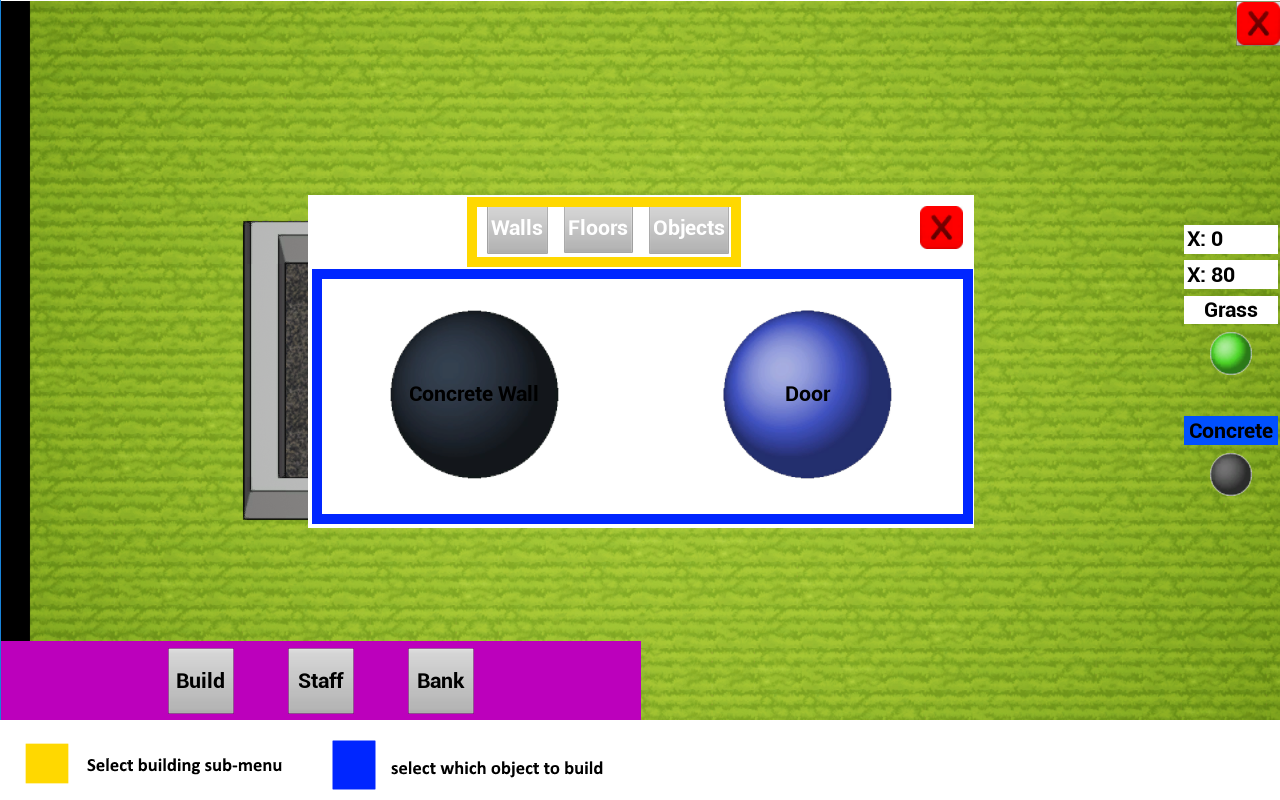 X
Walls Floors Objects X
X: 0
X: 80
Grass
Concrete Wall Door
Concrete
Build Staff Bank
Select building sub-menu select which object to build